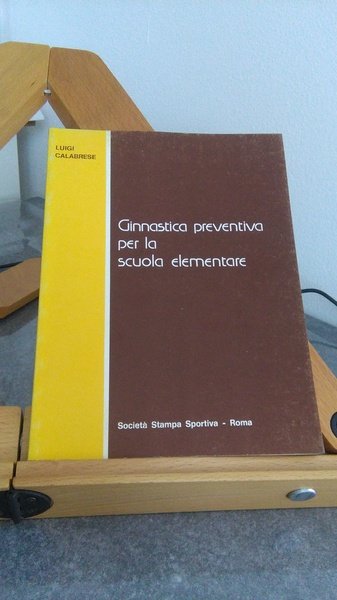 LUIGI
CALABRESE
Ginnastica preventiva
per la
scuola elementare
Società Stampa Sportiva - Roma